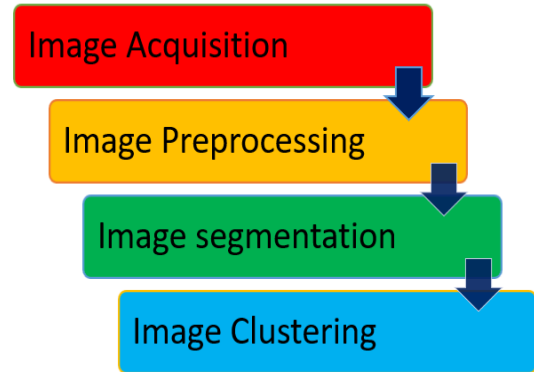 Image Acquisition
Image Preprocessing
Image segmentation
Image Clustering